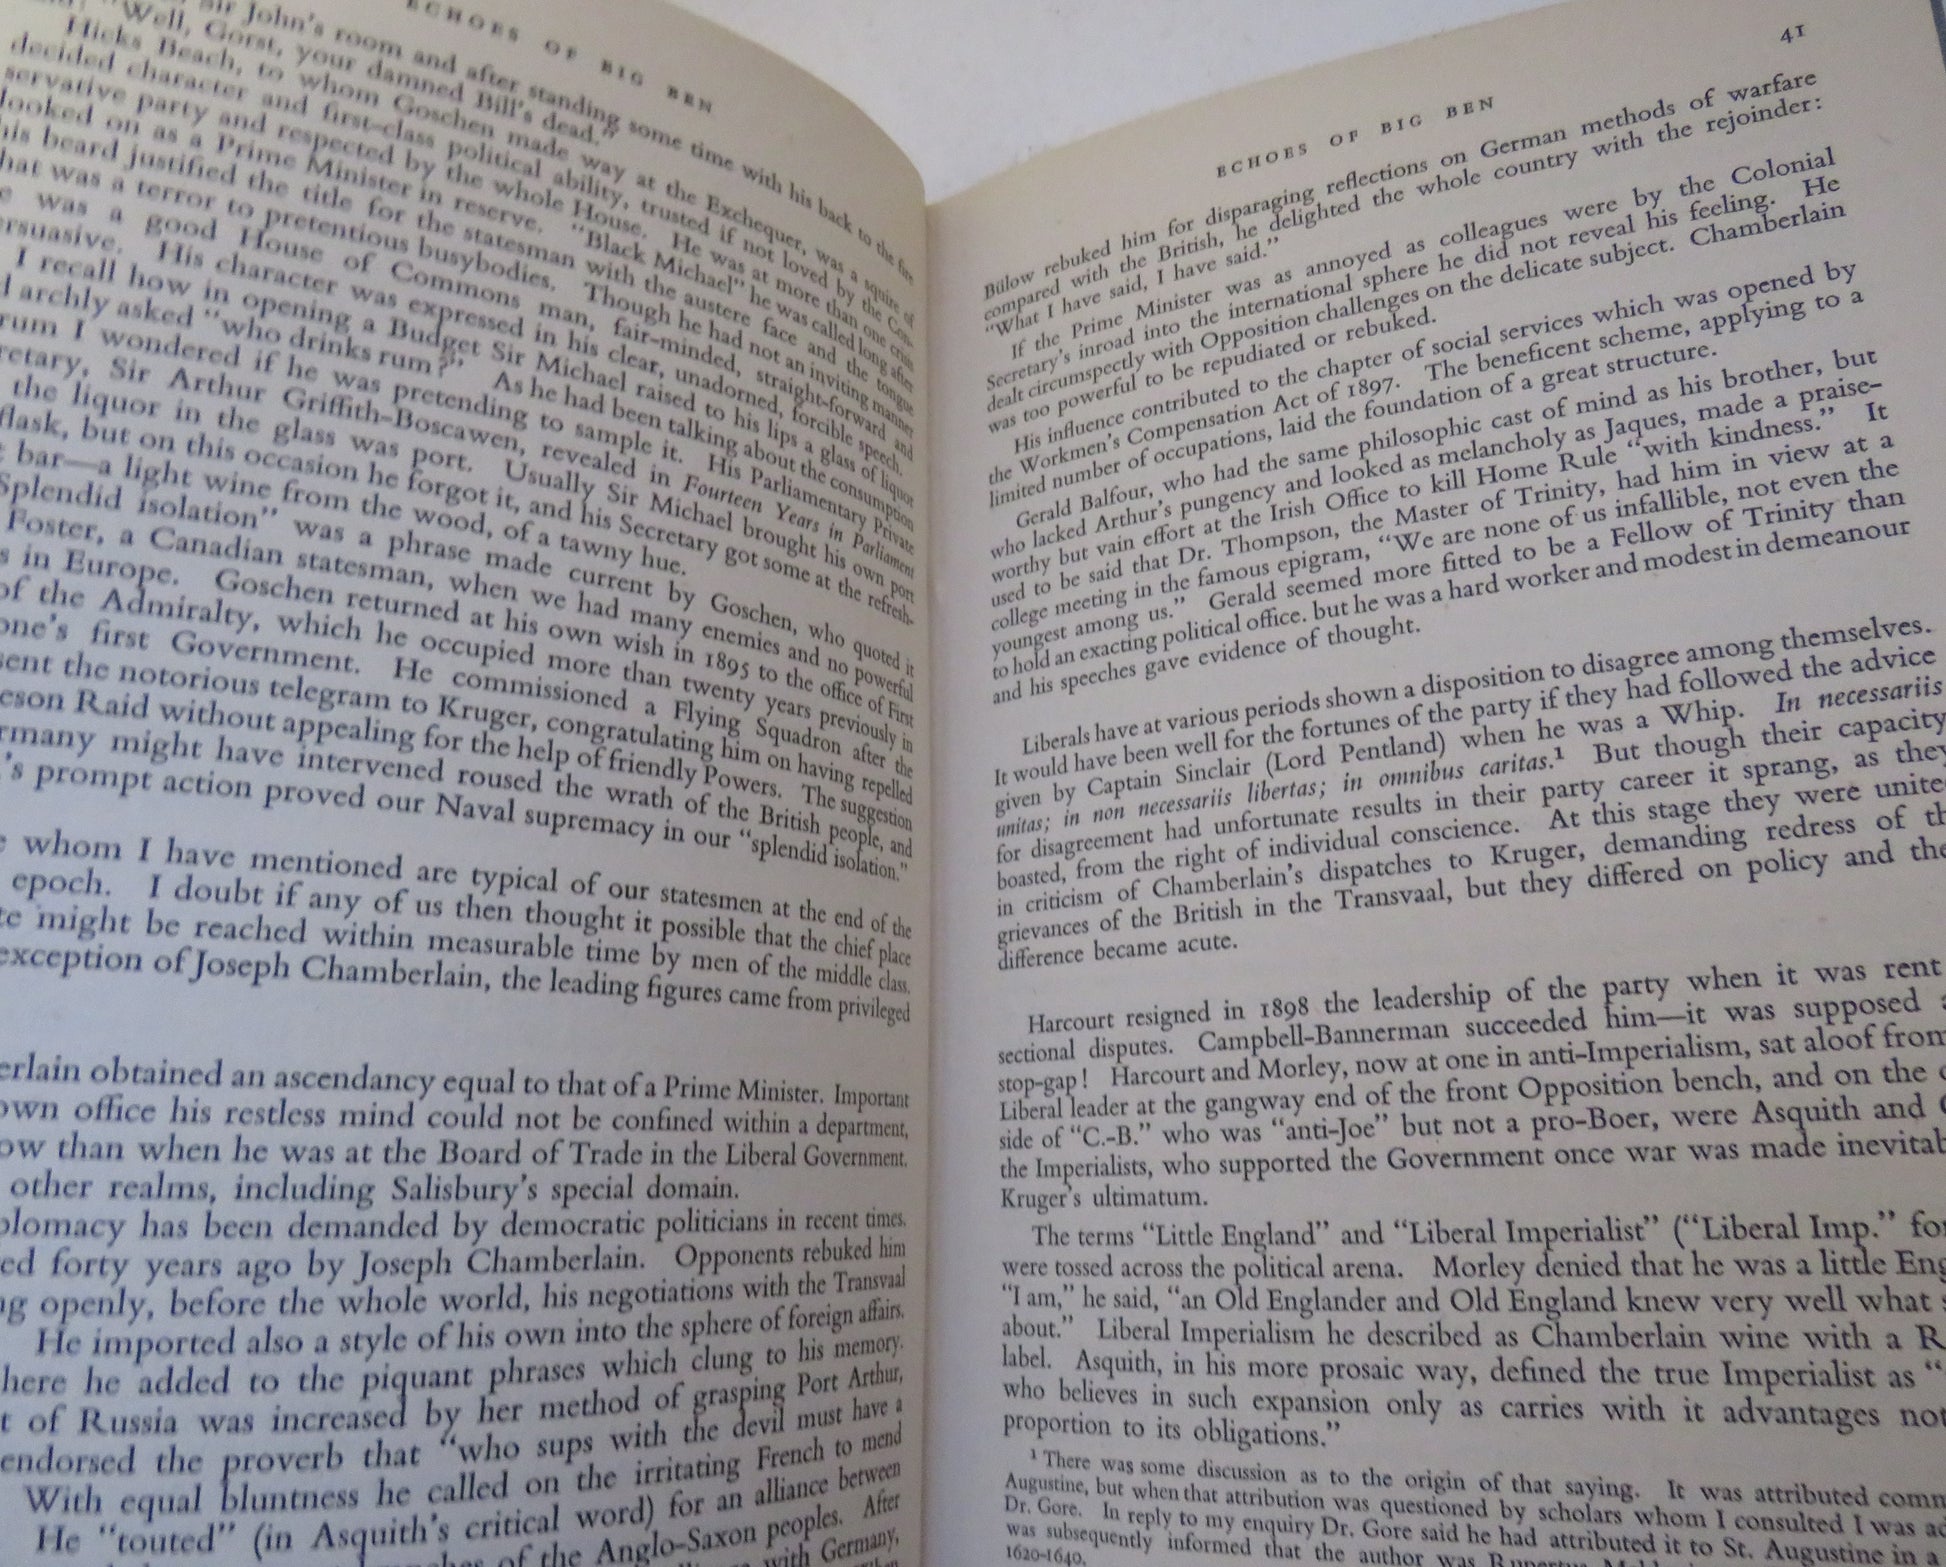 ECHOES OF BIG BEN
Sir John's room and after standing some time with his back to the fire
"Well, Gorst, your damned Bill's dead."
Hicks Beach, to whom Goschen made way at the Exchequer, was a squire of
decided character and first-class political ability, trusted if not loved by the Con-
servative party and respected by the whole House. He was at more than one crisis
looked on as a Prime Minister in reserve. "Black Michael" he was called long after
his beard justified the title for the statesman with the austere face and the tongue
that was a terror to pretentious busybodies. Though he had not an inviting manner
was a good House of Commons man, fair-minded, straight-forward and
persuasive. His character was expressed in his clear, unadorned, forcible speech.
I recall how in opening a Budget Sir Michael raised to his lips a glass of liquor
archly asked "who drinks rum?" As he had been talking about the consumption
rum I wondered if he was pretending to sample it. His Parliamentary Private
Secretary, Sir Arthur Griffith-Boscawen, revealed in Fourteen Years in Parliament
the liquor in the glass was port. Usually Sir Michael brought his own port
flask, but on this occasion he forgot it, and his Secretary got some at the refresh-
bar—a light wine from the wood, of a tawny hue.
Splendid isolation" was a phrase made current by Goschen, who quoted it
Foster, a Canadian statesman, when we had many enemies and no powerful
in Europe. Goschen returned at his own wish in 1895 to the office of First
of the Admiralty, which he occupied more than twenty years previously in
one's first Government. He commissioned a Flying Squadron after the
sent the notorious telegram to Kruger, congratulating him on having repelled
eson Raid without appealing for the help of friendly Powers. The suggestion
rmany might have intervened roused the wrath of the British people, and
's prompt action proved our Naval supremacy in our "splendid isolation."
whom I have mentioned are typical of our statesmen at the end of the
epoch. I doubt if any of us then thought it possible that the chief place
might be reached within measurable time by men of the middle class.
exception of Joseph Chamberlain, the leading figures came from privileged
erlain obtained an ascendancy equal to that of a Prime Minister. Important
own office his restless mind could not be confined within a department,
ow than when he was at the Board of Trade in the Liberal Government.
other realms, including Salisbury's special domain.
plomacy has been demanded by democratic politicians in recent times.
ed forty years ago by Joseph Chamberlain. Opponents rebuked him
ng openly, before the whole world, his negotiations with the Transvaal
He imported also a style of his own into the sphere of foreign affairs.
here he added to the piquant phrases which clung to his memory.
t of Russia was increased by her method of grasping Port Arthur,
endorsed the proverb that "who sups with the devil must have a
With equal bluntness he called on the irritating French to mend
He "touted" (in Asquith's critical word) for an alliance between
of the Anglo-Saxon peoples. After
with Germany,
41
ECHOES OF BIG BEN
Bülow rebuked him for disparaging reflections on German methods of warfare
compared with the British, he delighted the whole country with the rejoinder:
"What I have said, I have said."
If the Prime Minister was as annoyed as colleagues were by the Colonial
Secretary's inroad into the international sphere he did not reveal his feeling. He
dealt circumspectly with Opposition challenges on the delicate subject. Chamberlain
was too powerful to be repudiated or rebuked.
His influence contributed to the chapter of social services which was opened by
the Workmen's Compensation Act of 1897. The beneficent scheme, applying to a
limited number of occupations, laid the foundation of a great structure.
Gerald Balfour, who had the same philosophic cast of mind as his brother, but
who lacked Arthur's pungency and looked as melancholy as Jaques, made a praise-
worthy but vain effort at the Irish Office to kill Home Rule "with kindness." It
used to be said that Dr. Thompson, the Master of Trinity, had him in view at a
college meeting in the famous epigram, "We are none of us infallible, not even the
youngest among us." Gerald seemed more fitted to be a Fellow of Trinity than
to hold an exacting political office. but he was a hard worker and modest in demeanour
and his speeches gave evidence of thought.
Liberals have at various periods shown a disposition to disagree among themselves.
It would have been well for the fortunes of the party if they had followed the advice
given by Captain Sinclair (Lord Pentland) when he was a Whip. In necessariis
unitas; in non necessariis libertas; in omnibus caritas.¹ But though their capacity
for disagreement had unfortunate results in their party career it sprang, as they
boasted, from the right of individual conscience. At this stage they were unite
in criticism of Chamberlain's dispatches to Kruger, demanding redress of th
grievances of the British in the Transvaal, but they differed on policy and the
difference became acute.
Harcourt resigned in 1898 the leadership of the party when it was rent
sectional disputes. Campbell-Bannerman succeeded him—it was supposed a
stop-gap! Harcourt and Morley, now at one in anti-Imperialism, sat aloof from
Liberal leader at the gangway end of the front Opposition bench, and on the
side of "C.-B." who was "anti-Joe" but not a pro-Boer, were Asquith and
the Imperialists, who supported the Government once war was made inevitab
Kruger's ultimatum.
The terms "Little England" and "Liberal Imperialist" ("Liberal Imp." for
were tossed across the political arena. Morley denied that he was a little Eng
"I am," he said, "an Old Englander and Old England knew very well what
about." Liberal Imperialism he described as Chamberlain wine with a R
label. Asquith, in his more prosaic way, defined the true Imperialist as "
who believes in such expansion only as carries with it advantages not
proportion to its obligations."
¹ There was some discussion as to the origin of that saying. It was attributed comm
Augustine, but when that attribution was questioned by scholars whom I consulted I was ad
Dr. Gore. In reply to my enquiry Dr. Gore said he had attributed it to St. Augustine in a
was subsequently informed that the author was
1620-1640.